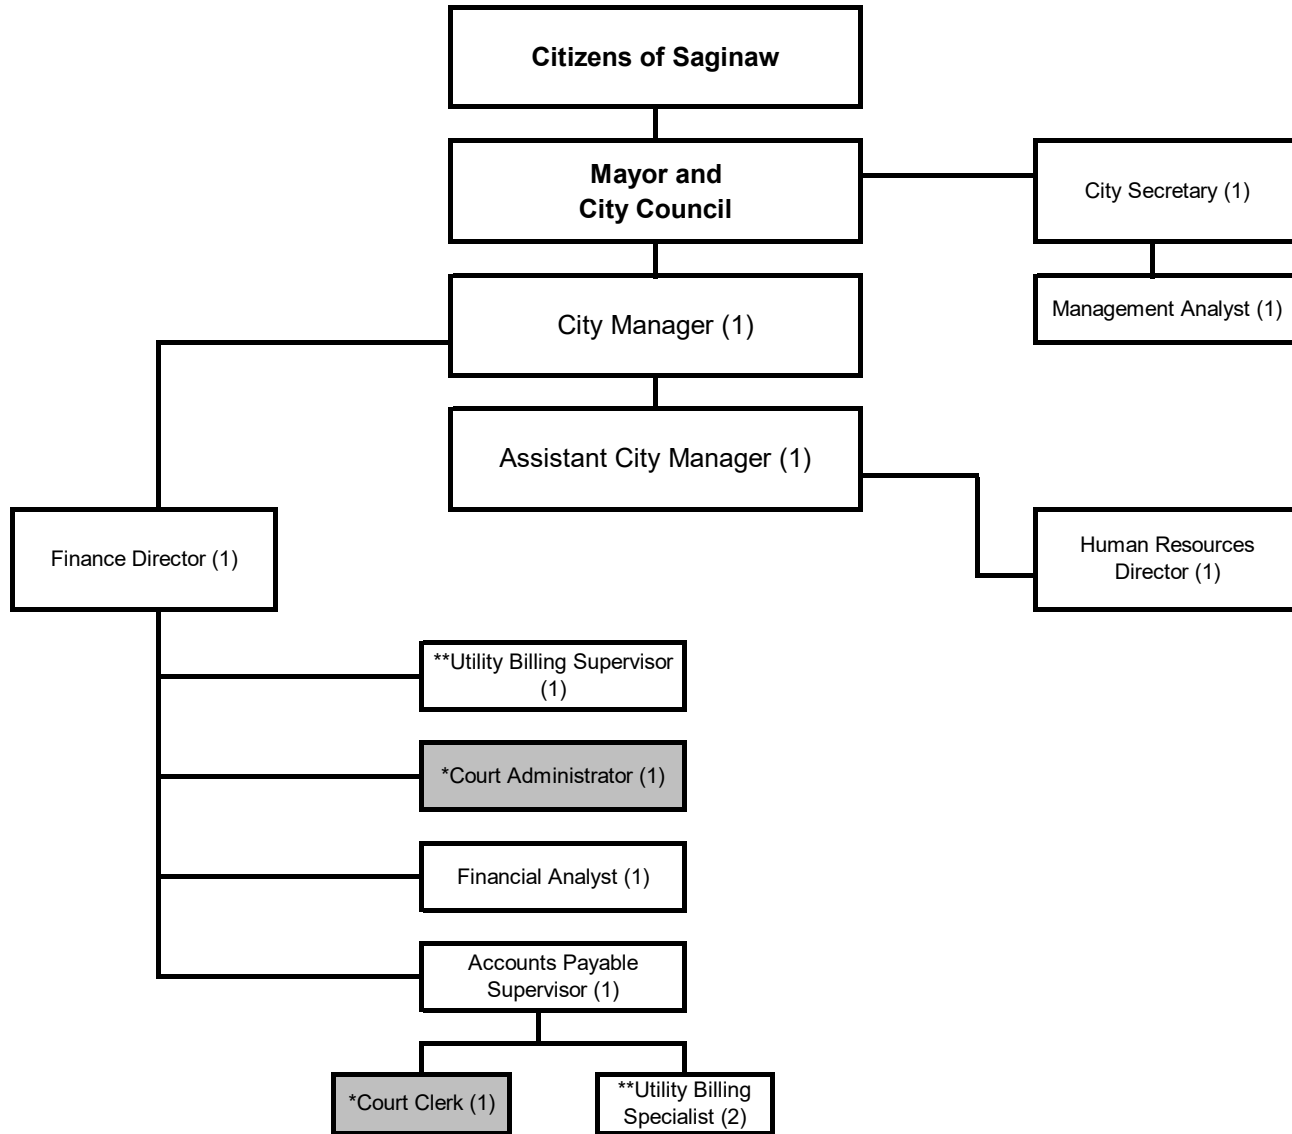 Citizens of Saginaw
Mayor and
City Council
City Secretary (1)
Management Analyst (1)
City Manager (1)
Assistant City Manager (1)
Finance Director (1)
Human Resources
Director (1)
**Utility Billing Supervisor
(1)
*Court Administrator (1)
Financial Analyst (1)
Accounts Payable
Supervisor (1)
*Court Clerk (1)
**Utility Billing
Specialist (2)